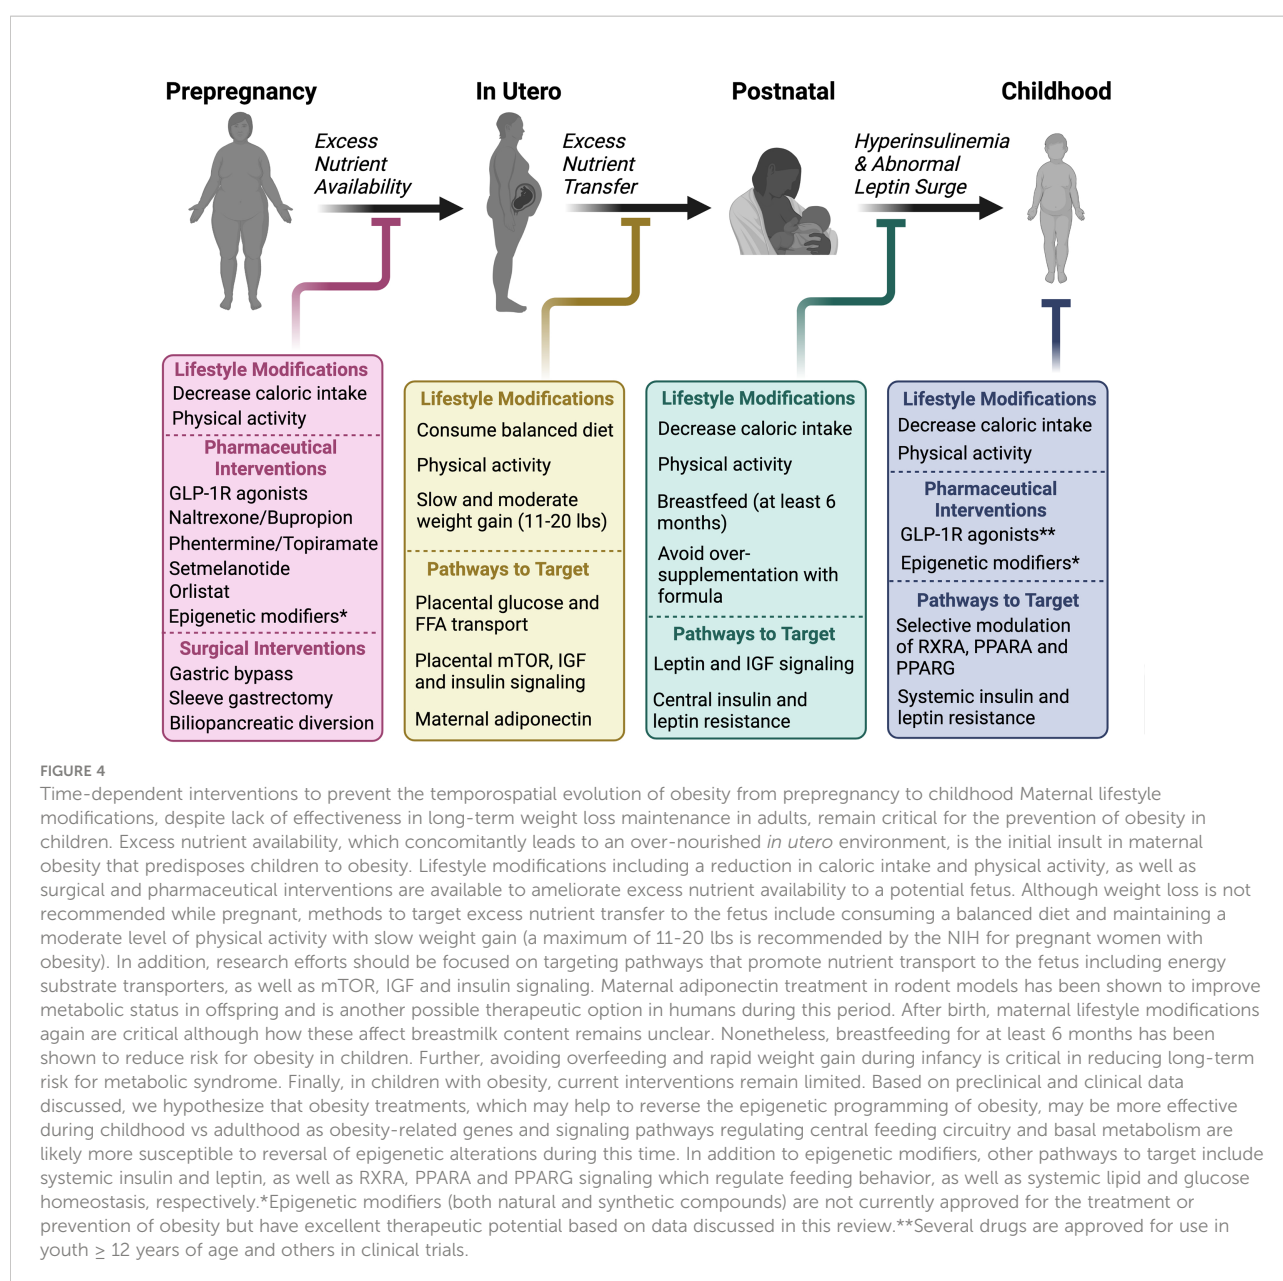 Prepregnancy
In Utero
Postnatal
Childhood
Excess
Nutrient
Availability
Excess
Nutrient
Transfer
Hyperinsulinemia
& Abnormal
Leptin Surge
Lifestyle Modifications
Decrease caloric intake
Physical activity
Pharmaceutical
Interventions
GLP-1R agonists
Naltrexone/Bupropion
Phentermine/Topiramate
Setmelanotide
Orlistat
Epigenetic modifiers*
Surgical Interventions
Gastric bypass
Sleeve gastrectomy
Biliopancreatic diversion
Lifestyle Modifications
Consume balanced diet
Physical activity
Slow and moderate
weight gain (11-20 lbs)
Pathways to Target
Placental glucose and
FFA transport
Placental mTOR, IGF
and insulin signaling
Maternal adiponectin
Lifestyle Modifications
Decrease caloric intake
Physical activity
Breastfeed (at least 6
months)
Avoid over-
supplementation with
formula
Pathways to Target
Leptin and IGF signaling
Central insulin and
leptin resistance
Lifestyle Modifications
Decrease caloric intake
Physical activity
Pharmaceutical
Interventions
GLP-1R agonists**
Epigenetic modifiers*
Pathways to Target
Selective modulation
of RXRA, PPARA and
PPARG
Systemic insulin and
leptin resistance
FIGURE 4
Time-dependent interventions to prevent the temporospatial evolution of obesity from prepregnancy to childhood Maternal lifestyle
modifications, despite lack of effectiveness in long-term weight loss maintenance in adults, remain critical for the prevention of obesity in
children. Excess nutrient availability, which concomitantly leads to an over-nourished in utero environment, is the initial insult in maternal
obesity that predisposes children to obesity. Lifestyle modifications including a reduction in caloric intake and physical activity, as well as
surgical and pharmaceutical interventions are available to ameliorate excess nutrient availability to a potential fetus. Although weight loss is not
recommended while pregnant, methods to target excess nutrient transfer to the fetus include consuming a balanced diet and maintaining a
moderate level of physical activity with slow weight gain (a maximum of 11-20 lbs is recommended by the NIH for pregnant women with
obesity). In addition, research efforts should be focused on targeting pathways that promote nutrient transport to the fetus including energy
substrate transporters, as well as mTOR, IGF and insulin signaling. Maternal adiponectin treatment in rodent models has been shown to improve
metabolic status in offspring and is another possible therapeutic option in humans during this period. After birth, maternal lifestyle modifications
again are critical although how these affect breastmilk content remains unclear. Nonetheless, breastfeeding for at least 6 months has been
shown to reduce risk for obesity in children. Further, avoiding overfeeding and rapid weight gain during infancy is critical in reducing long-term
risk for metabolic syndrome. Finally, in children with obesity, current interventions remain limited. Based on preclinical and clinical data
discussed, we hypothesize that obesity treatments, which may help to reverse the epigenetic programming of obesity, may be more effective
during childhood vs adulthood as obesity-related genes and signaling pathways regulating central feeding circuitry and basal metabolism are
likely more susceptible to reversal of epigenetic alterations during this time. In addition to epigenetic modifiers, other pathways to target include
systemic insulin and leptin, as well as RXRA, PPARA and PPARG signaling which regulate feeding behavior, as well as systemic lipid and glucose
homeostasis, respectively.*Epigenetic modifiers (both natural and synthetic compounds) are not currently approved for the treatment or
prevention of obesity but have excellent therapeutic potential based on data discussed in this review.**Several drugs are approved for use in
youth ≥ 12 years of age and others in clinical trials.